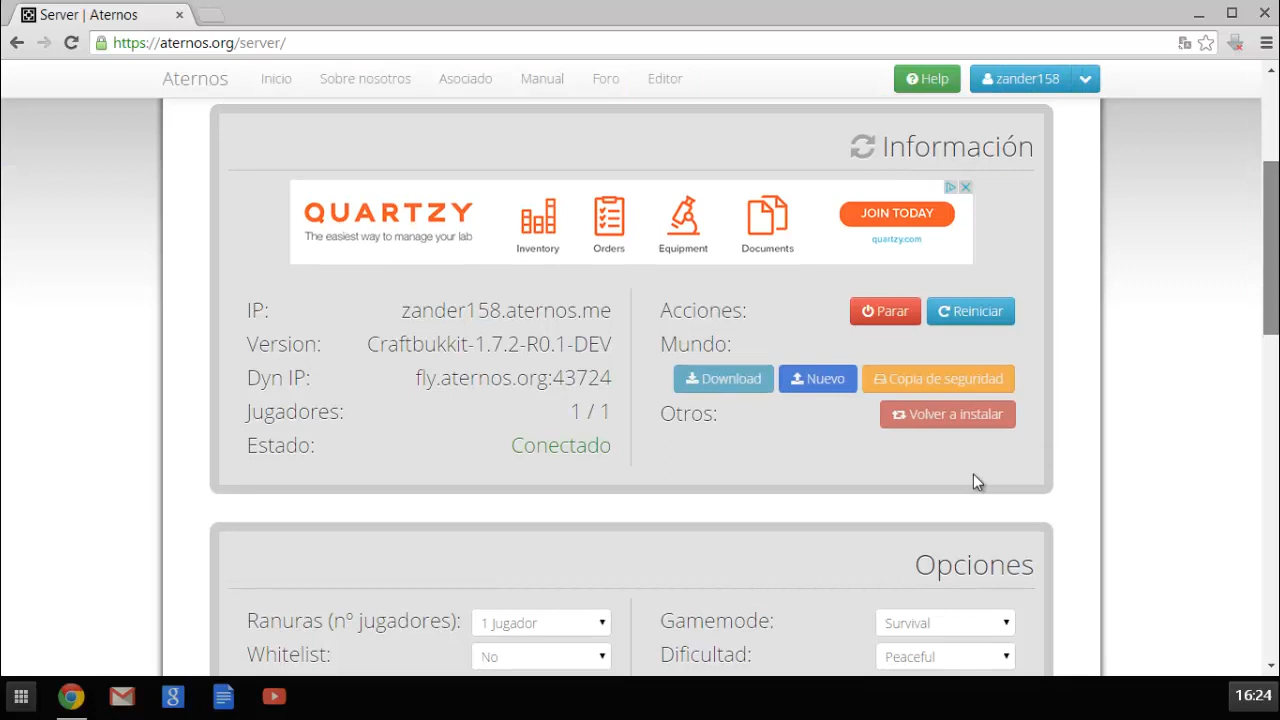 Server | Aternos
https://aternos.org/server/
Aternos Inicio Sobre nosotros Asociado Manual Foro Editor Help zander158
Información
QUARTZY
The easiest way to manage your lab
Inventory Orders Equipment Documents
JOIN TODAY
quartzy.com
IP: zander158.aternos.me
Version: Craftbukkit-1.7.2-R0.1-DEV
Dyn IP: fly.aternos.org:43724
Jugadores: 1 / 1
Estado: Conectado
Acciones: Parar Reiniciar
Mundo:
Download Nuevo Copia de seguridad
Otros: Volver a instalar
Opciones
Ranuras (nº jugadores): 1 Jugador
Whitelist: No
Gamemode: Survival
Dificultad: Peaceful
16:24